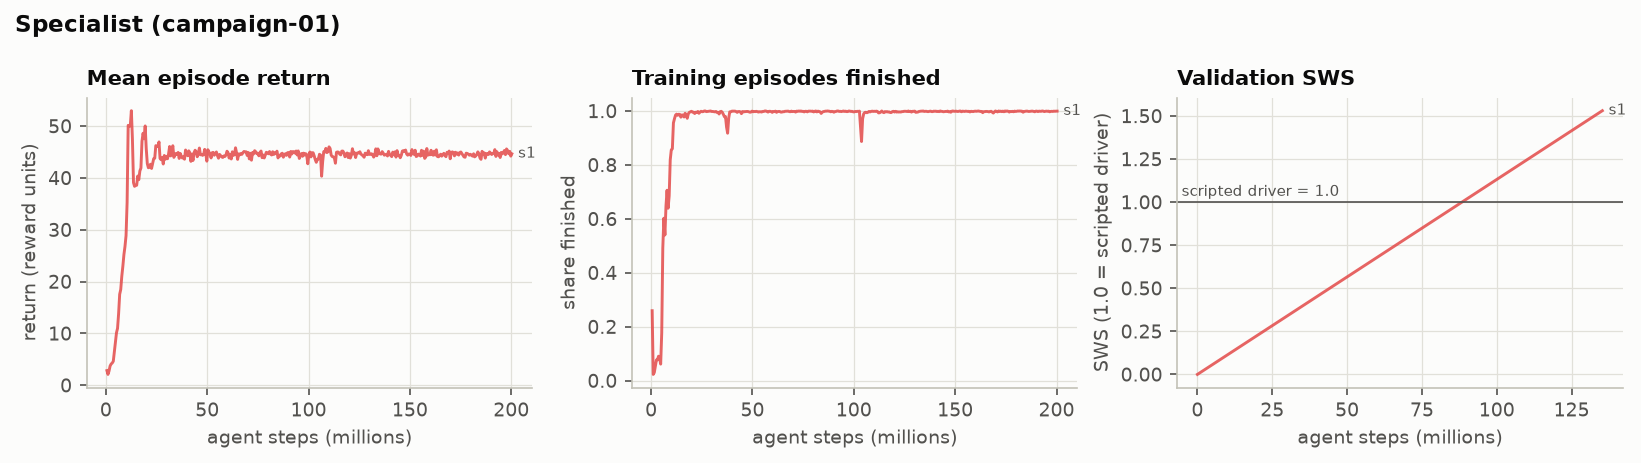 Specialist (campaign-01)
Mean episode return
return (reward units)
50
40
30
20
10
0
0 50 100 150 200
agent steps (millions)
s1
Training episodes finished
share finished
1.0
0.8
0.6
0.4
0.2
0.0
0 50 100 150 200
agent steps (millions)
s1
Validation SWS
SWS (1.0 = scripted driver)
1.50
1.25
1.00
0.75
0.50
0.25
0.00
scripted driver = 1.0
0 25 50 75 100 125
agent steps (millions)
s1